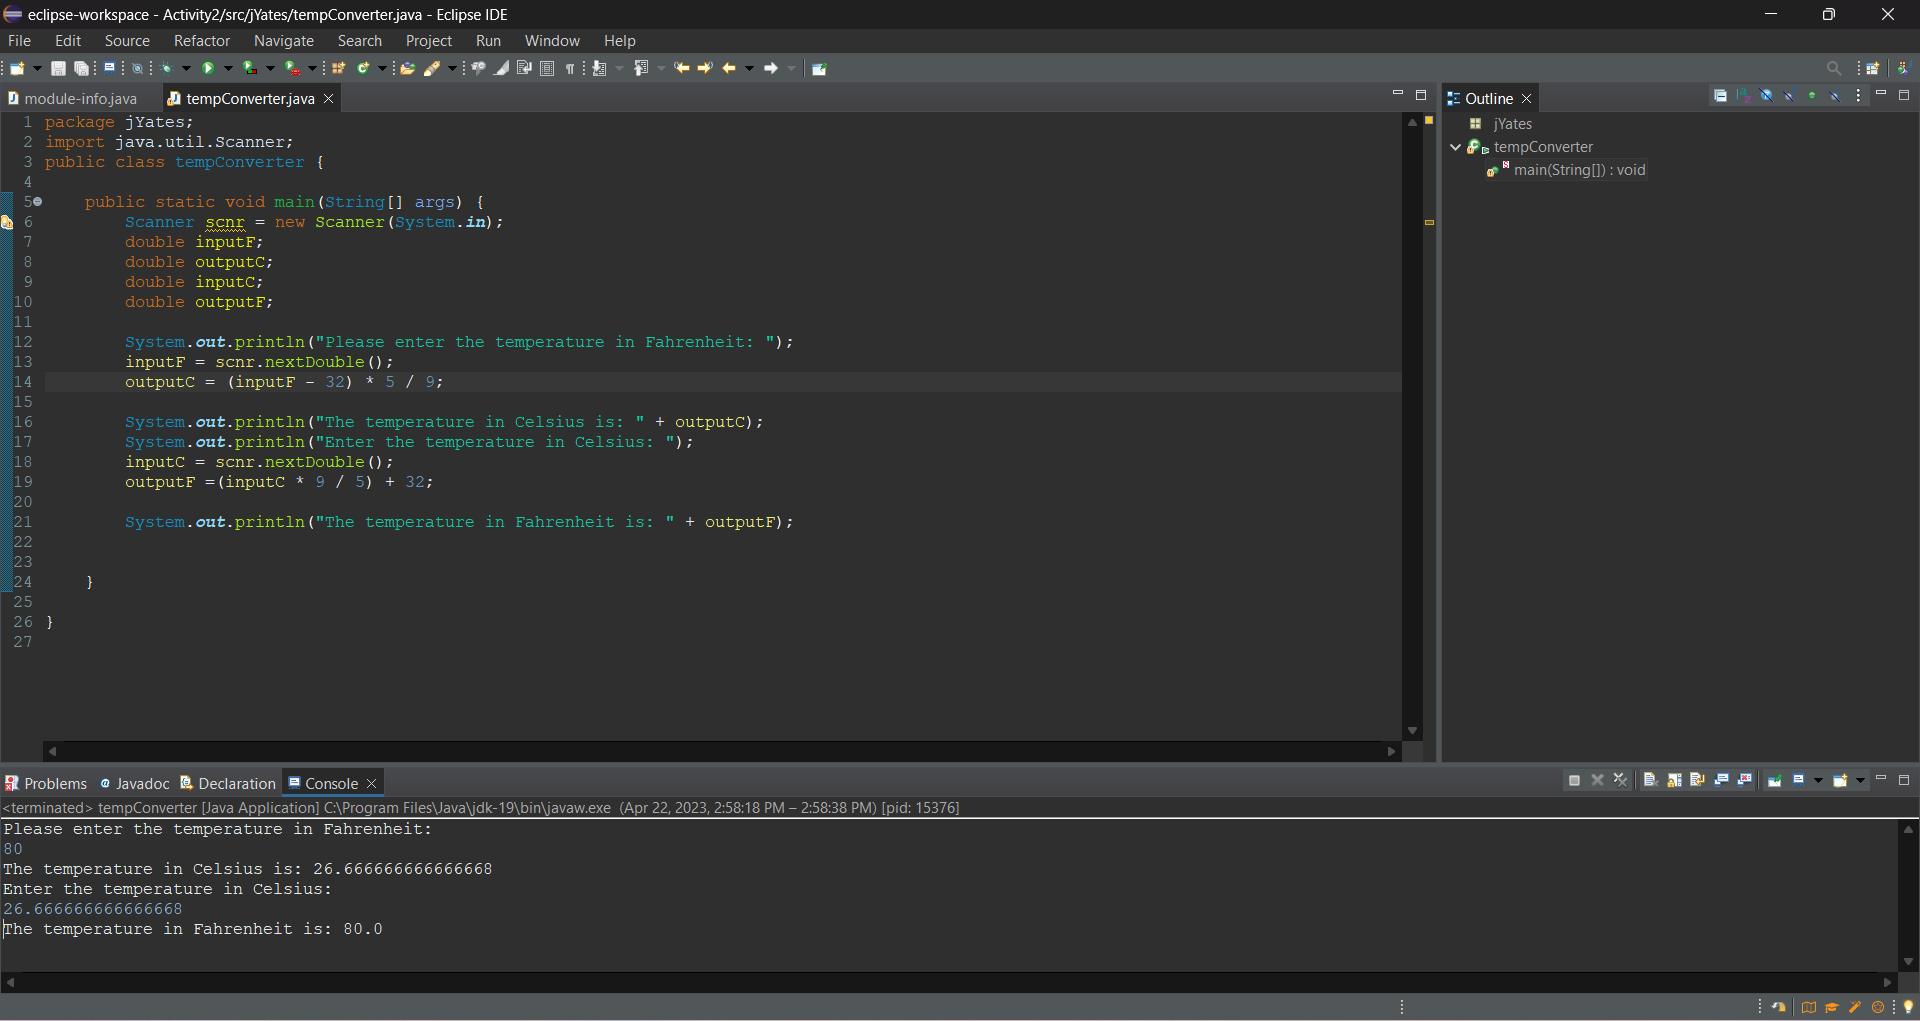 eclipse-workspace - Activity2/src/jYates/tempConverter.java - Eclipse IDE
File Edit Source Refactor Navigate Search Project Run Window Help
module-info.java tempConverter.java
1 package jYates;
2 import java.util.Scanner;
3 public class tempConverter {
4
5 public static void main(String[] args) {
6 Scanner scnr = new Scanner(System.in);
7 double inputF;
8 double outputC;
9 double inputC;
10 double outputF;
11
12 System.out.println("Please enter the temperature in Fahrenheit: ");
13 inputF = scnr.nextDouble();
14 outputC = (inputF - 32) * 5 / 9;
15
16 System.out.println("The temperature in Celsius is: " + outputC);
17 System.out.println("Enter the temperature in Celsius: ");
18 inputC = scnr.nextDouble();
19 outputF =(inputC * 9 / 5) + 32;
20
21 System.out.println("The temperature in Fahrenheit is: " + outputF);
22
23
24 }
25
26 }
27
Outline
jYates
tempConverter
main(String[]) : void
Problems Javadoc Declaration Console
<terminated> tempConverter [Java Application] C:\Program Files\Java\jdk-19\bin\javaw.exe (Apr 22, 2023, 2:58:18 PM – 2:58:38 PM) [pid: 15376]
Please enter the temperature in Fahrenheit:
80
The temperature in Celsius is: 26.666666666666668
Enter the temperature in Celsius:
26.666666666666668
The temperature in Fahrenheit is: 80.0